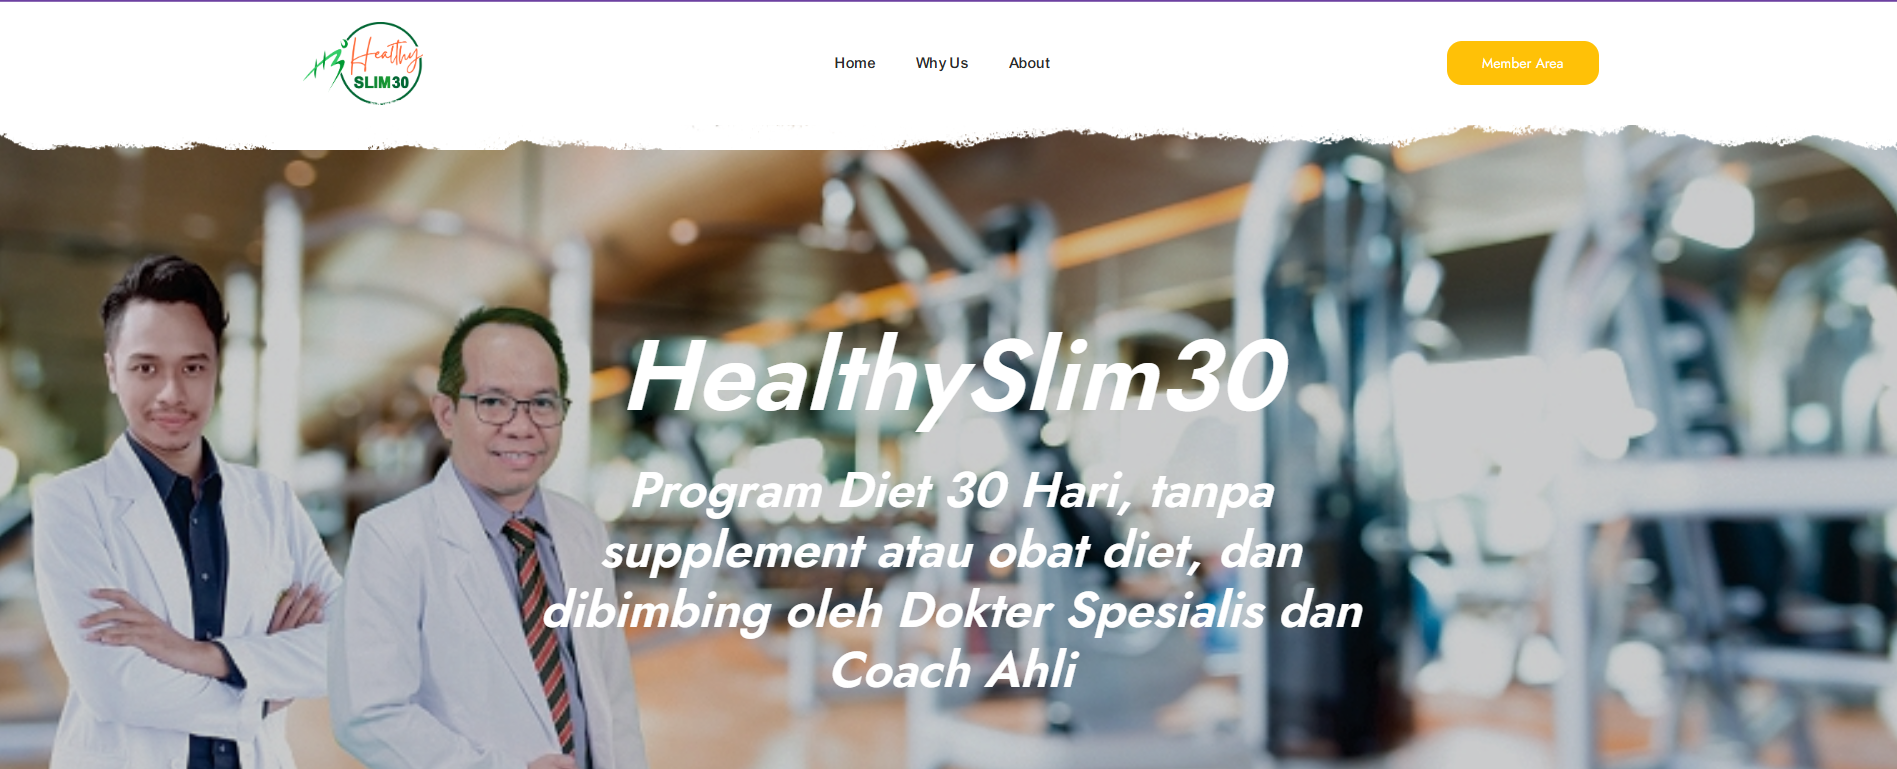 Healthy
SLIM30
Home
Why Us
About
Member Area
HealthySlim30
Program Diet 30 Hari, tanpa
supplement atau obat diet, dan
dibimbing oleh Dokter Spesialis dan
Coach Ahli